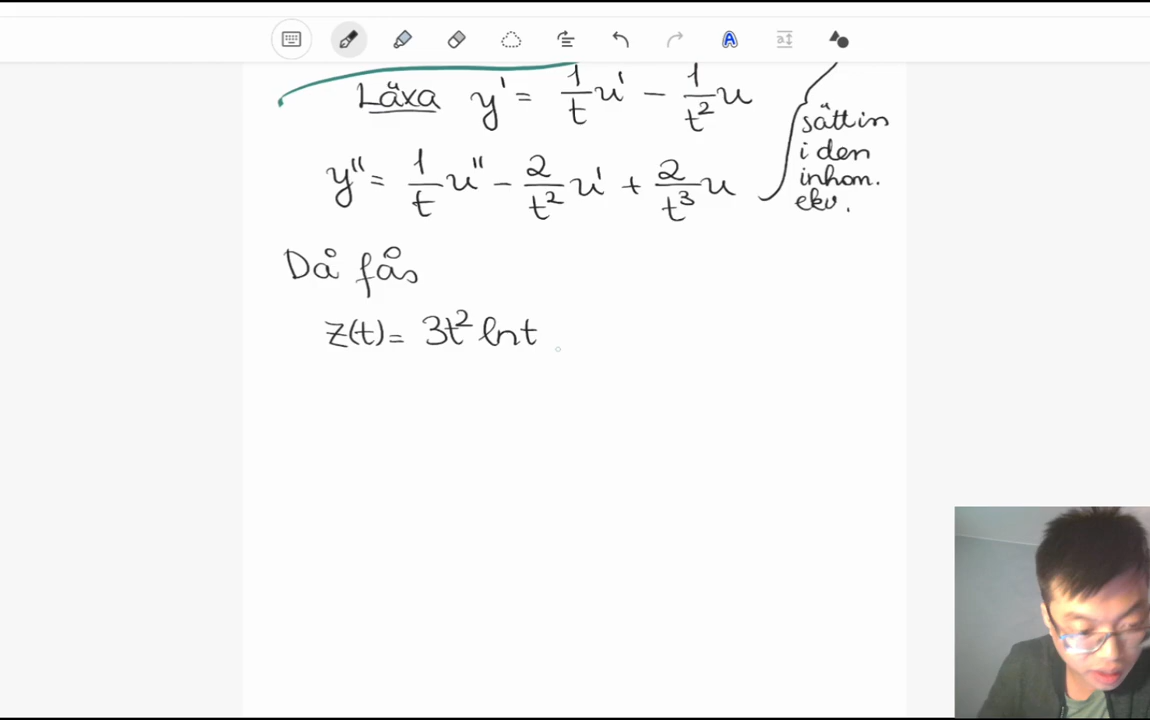 Läxa y' = 1/t u' − 1/t² u
sätt in
i den
inhom.
ekv.
y'' = 1/t u'' − 2/t² u' + 2/t³ u
Då fås
z(t) = 3t² ln t